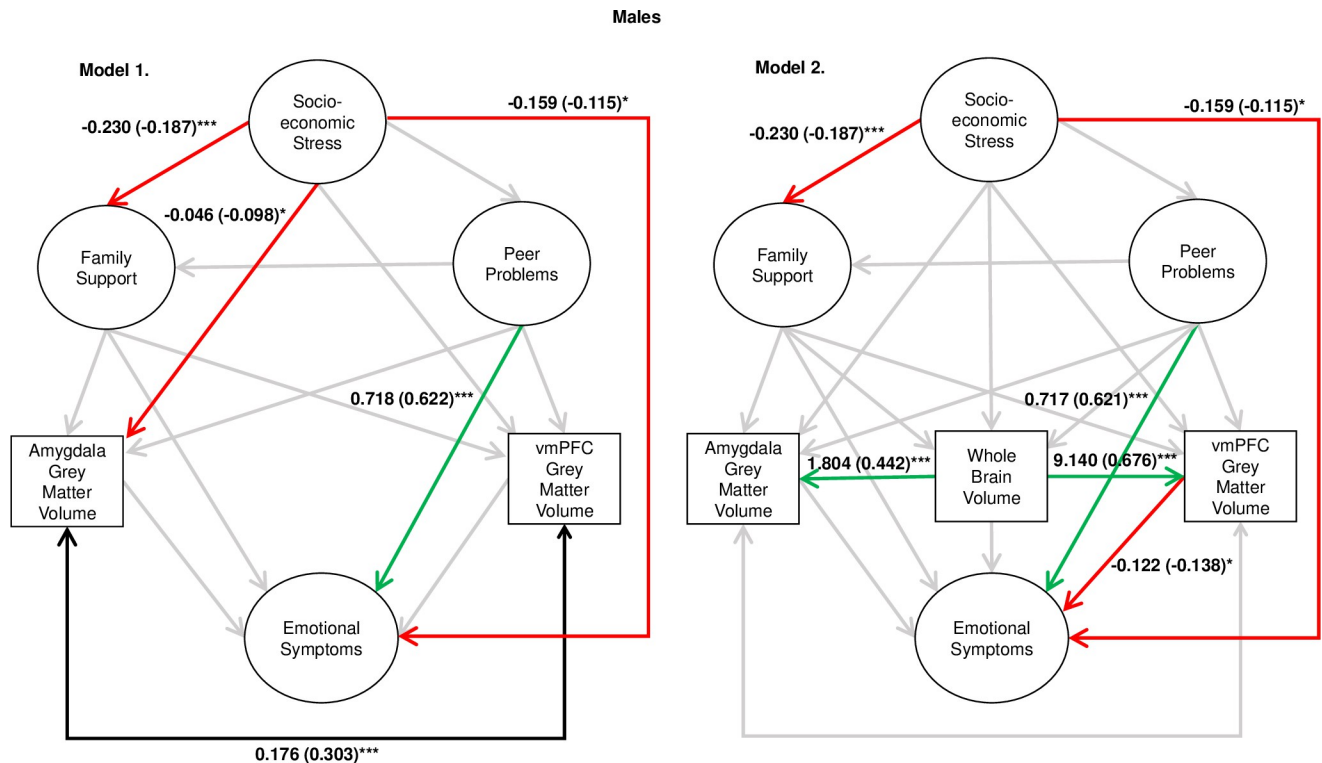 Males
Model 1.
Socio-
economic
Stress
-0.159 (-0.115)*
-0.230 (-0.187)***
-0.046 (-0.098)*
Family
Support
Peer
Problems
0.718 (0.622)***
Amygdala
Grey
Matter
Volume
vmPFC
Grey
Matter
Volume
Emotional
Symptoms
0.176 (0.303)***
Model 2.
Socio-
economic
Stress
-0.159 (-0.115)*
-0.230 (-0.187)***
Family
Support
Peer
Problems
0.717 (0.621)***
Amygdala
Grey
Matter
Volume
1.804 (0.442)***
Whole
Brain
Volume
9.140 (0.676)***
vmPFC
Grey
Matter
Volume
-0.122 (-0.138)*
Emotional
Symptoms